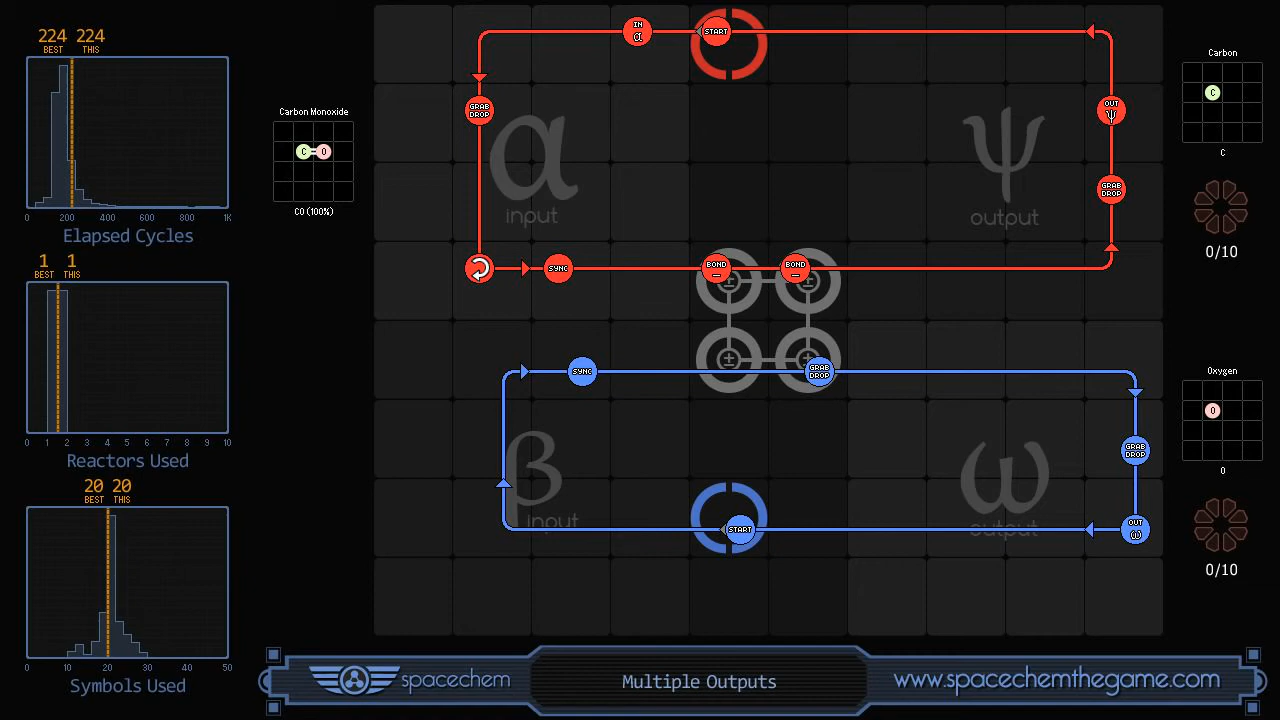 224 224
BEST THIS
0 200 400 600 800 1K
Elapsed Cycles
1 1
BEST THIS
0 1 2 3 4 5 6 7 8 9 10
Reactors Used
20 20
BEST THIS
0 10 20 30 40 50
Symbols Used
Carbon Monoxide
C=O
CO (100%)
IN
α
START
GRAB
DROP
OUT
ψ
GRAB
DROP
α
input
ψ
output
SYNC
BOND
–
BOND
–
±
±
±
SYNC
GRAB
DROP
GRAB
DROP
β
input
ω
output
START
OUT
ω
Carbon
C
C
0/10
Oxygen
O
O
0/10
spacechem
Multiple Outputs
www.spacechemthegame.com